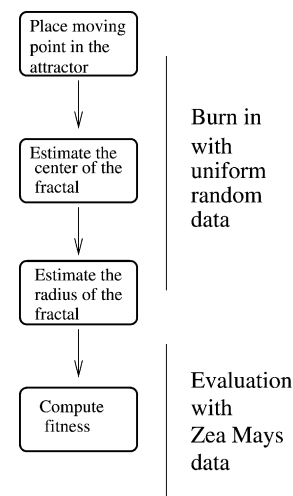 Place moving
point in the
attractor
Burn in
with
uniform
random
data
Estimate the
center of the
fractal
Estimate the
radius of the
fractal
Evaluation
with
Zea Mays
data
Compute
fitness